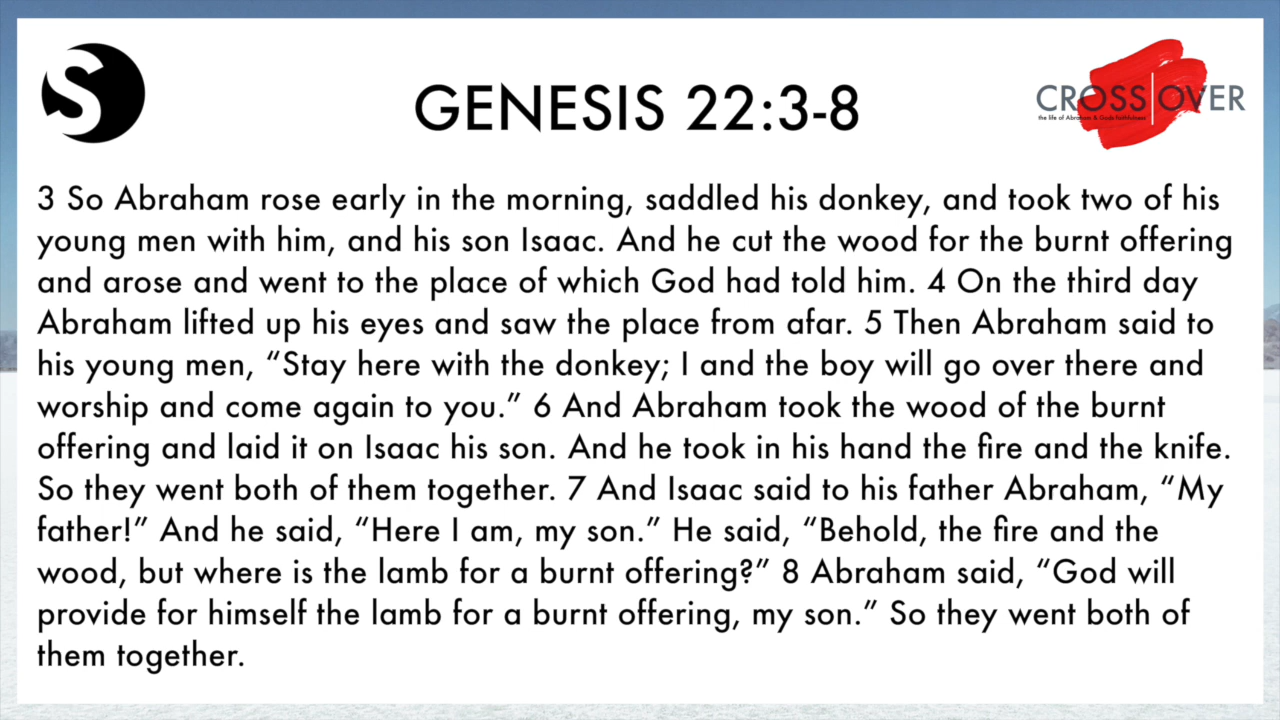 S
GENESIS 22:3-8
CROSS|OVER
the life of Abraham & Gods Faithfulness
3 So Abraham rose early in the morning, saddled his donkey, and took two of his
young men with him, and his son Isaac. And he cut the wood for the burnt offering
and arose and went to the place of which God had told him. 4 On the third day
Abraham lifted up his eyes and saw the place from afar. 5 Then Abraham said to
his young men, “Stay here with the donkey; I and the boy will go over there and
worship and come again to you.” 6 And Abraham took the wood of the burnt
offering and laid it on Isaac his son. And he took in his hand the fire and the knife.
So they went both of them together. 7 And Isaac said to his father Abraham, “My
father!” And he said, “Here I am, my son.” He said, “Behold, the fire and the
wood, but where is the lamb for a burnt offering?” 8 Abraham said, “God will
provide for himself the lamb for a burnt offering, my son.” So they went both of
them together.